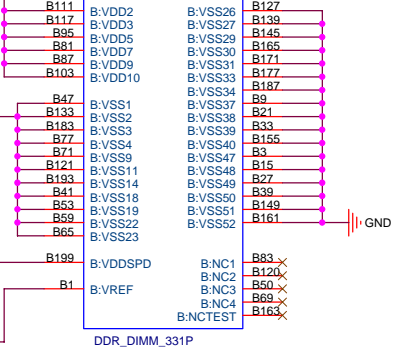 B111 B:VDD2 B:VSS26 B127
B117 B:VDD3 B:VSS28 B139
B95 B:VDD5 B:VSS29 B145
B81 B:VDD7 B:VSS30 B165
B87 B:VDD9 B:VSS31 B171
B103 B:VDD10 B:VSS33 B177
B:VSS34 B187
B47 B:VSS1 B:VSS37 B9
B133 B:VSS2 B:VSS38 B21
B183 B:VSS3 B:VSS39 B33
B77 B:VSS4 B:VSS40 B155
B71 B:VSS9 B:VSS47 B3
B121 B:VSS11 B:VSS48 B15
B193 B:VSS14 B:VSS49 B27
B41 B:VSS18 B:VSS50 B39
B53 B:VSS19 B:VSS51 B149
B59 B:VSS22 B:VSS52 B161 GND
B65 B:VSS23
B199 B:VDDSPD B:NC1 B83
B:NC2 B120
B1 B:VREF B:NC3 B50
B:NC4 B69
B:NCTEST B163
DDR_DIMM_331P